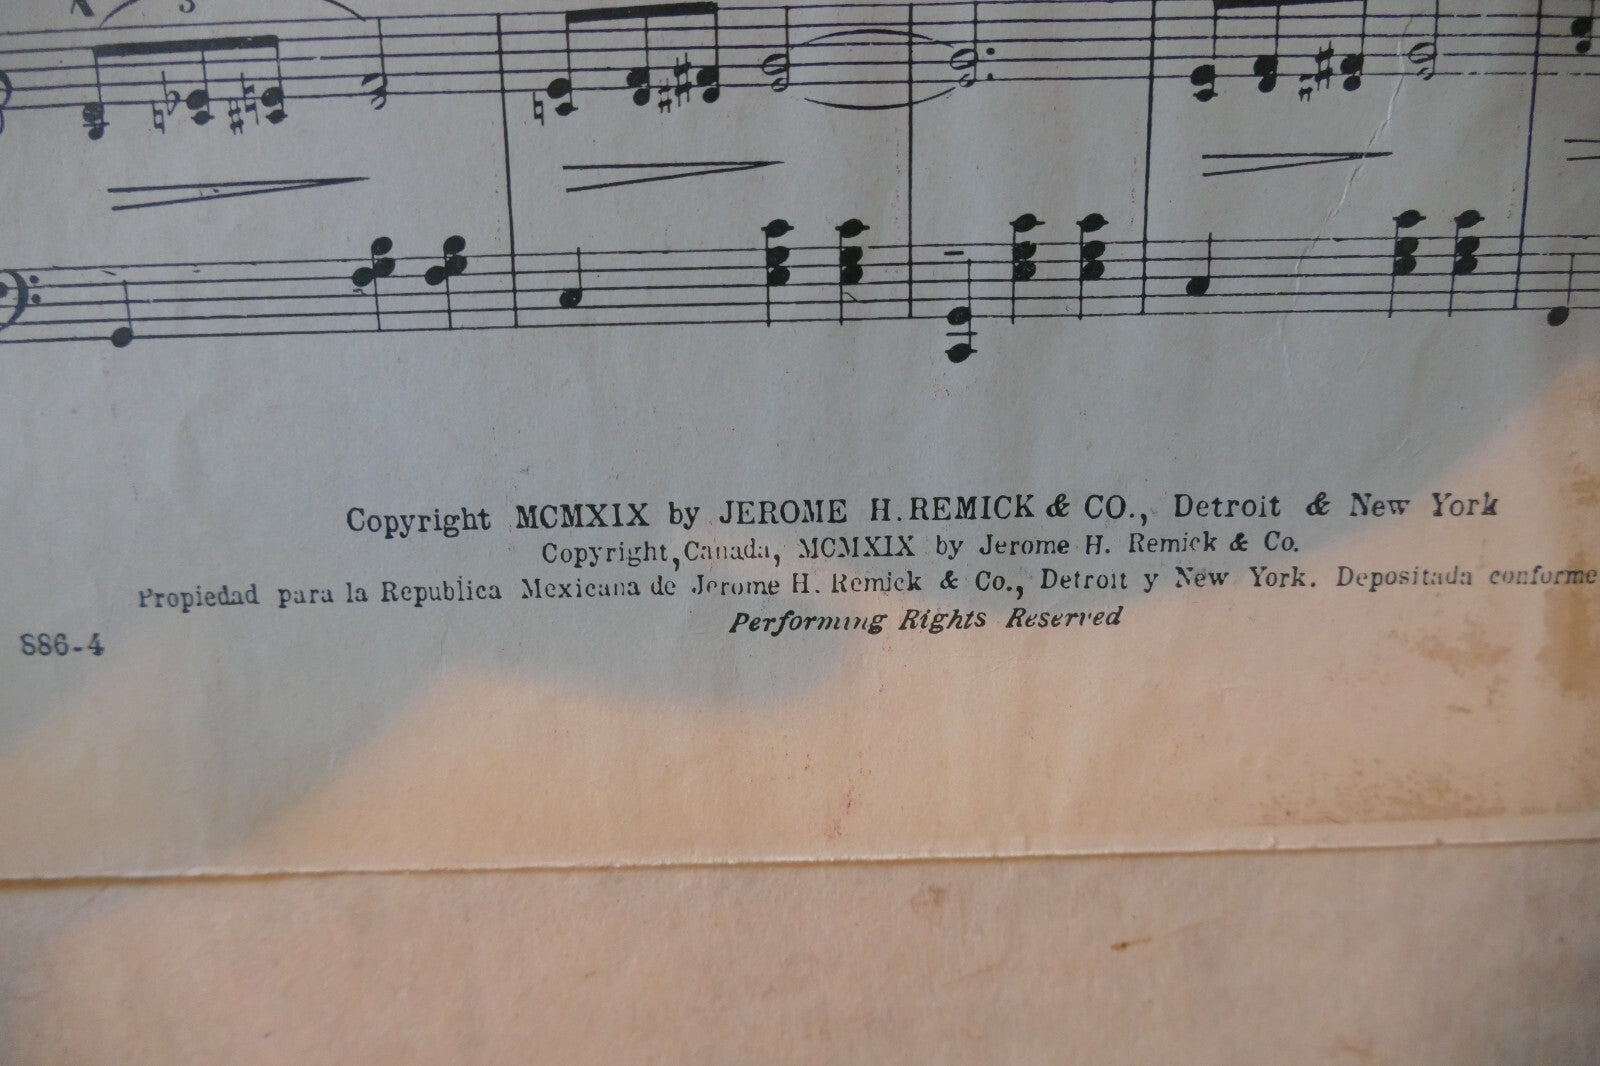 3
Copyright MCMXIX by JEROME H. REMICK & CO., Detroit & New York
Copyright, Canada, MCMXIX by Jerome H. Remick & Co.
Propiedad para la Republica Mexicana de Jerome H. Remick & Co., Detroit y New York. Depositada conforme
Performing Rights Reserved
886-4